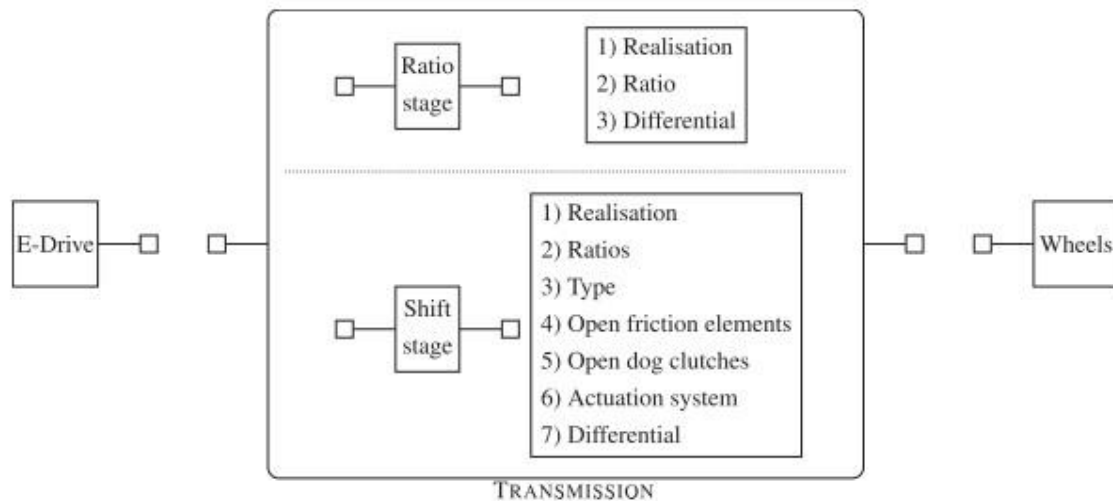 Ratio
stage
1) Realisation
2) Ratio
3) Differential
E-Drive
Shift
stage
1) Realisation
2) Ratios
3) Type
4) Open friction elements
5) Open dog clutches
6) Actuation system
7) Differential
Wheels
TRANSMISSION